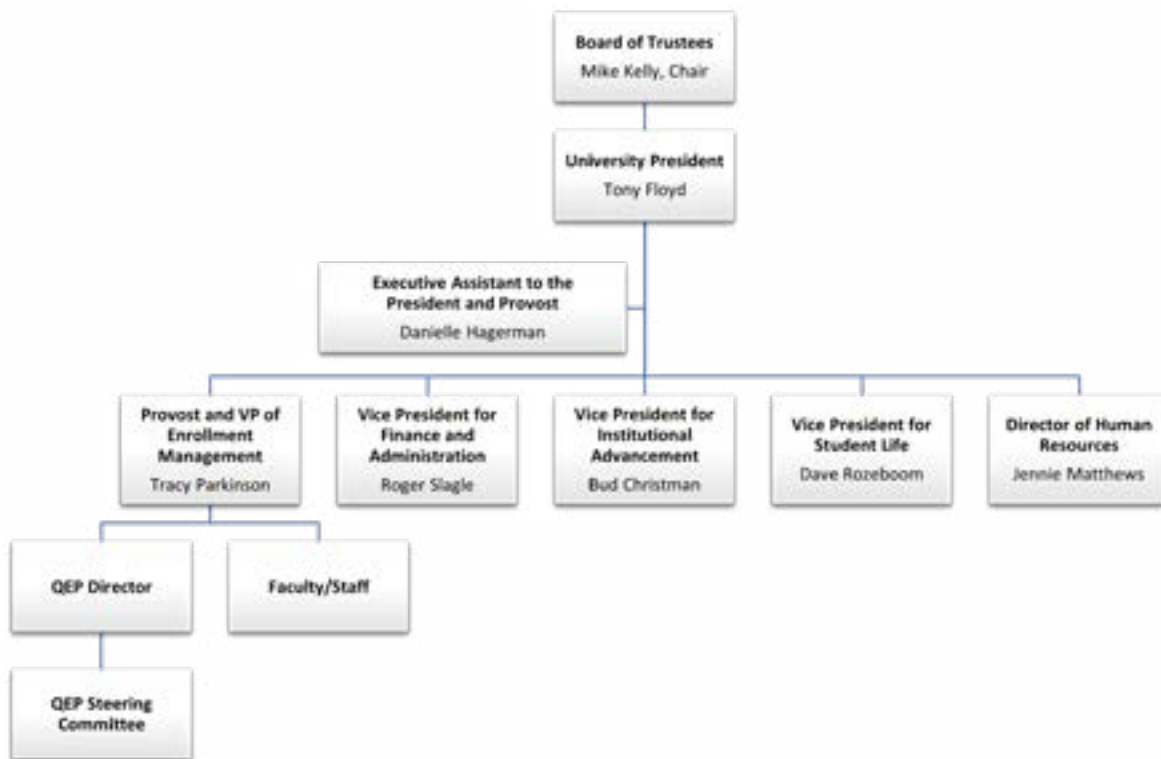 Board of Trustees
Mike Kelly, Chair
University President
Tony Floyd
Executive Assistant to the
President and Provost
Danielle Hagerman
Provost and VP of
Enrollment
Management
Tracy Parkinson
Vice President for
Finance and
Administration
Roger Slagle
Vice President for
Institutional
Advancement
Bud Christman
Vice President for
Student Life
Dave Rozeboom
Director of Human
Resources
Jennie Matthews
QEP Director
Faculty/Staff
QEP Steering
Committee